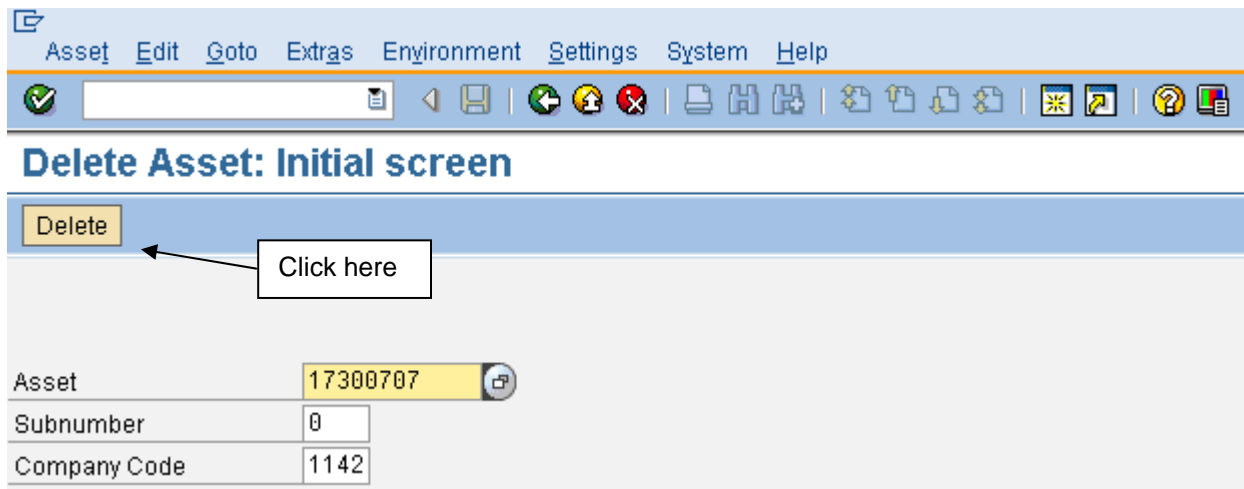 Asset Edit Goto Extras Environment Settings System Help
Delete Asset: Initial screen
Delete
Click here
Asset 17300707
Subnumber 0
Company Code 1142